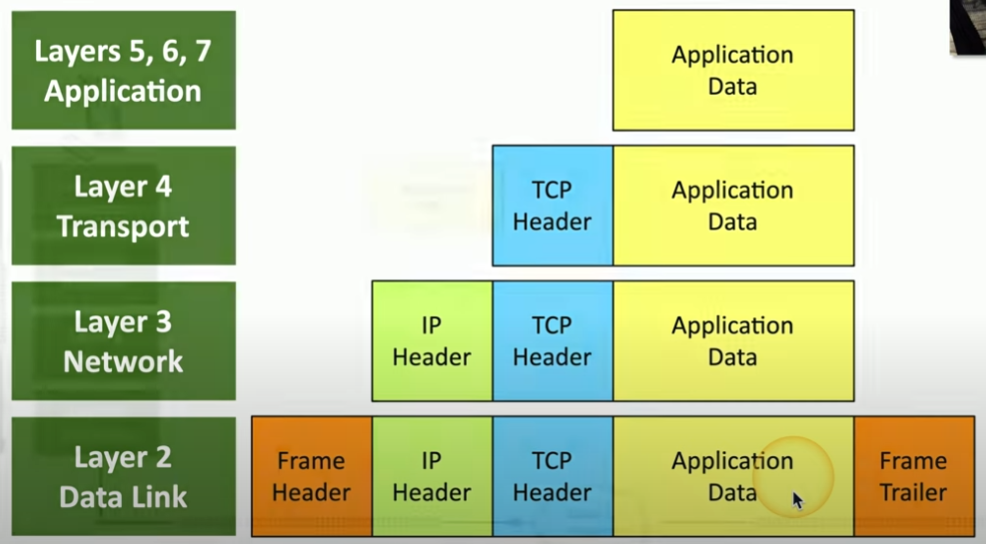 Layers 5, 6, 7
Application
Application
Data
Layer 4
Transport
TCP
Header
Application
Data
Layer 3
Network
IP
Header
TCP
Header
Application
Data
Layer 2
Data Link
Frame
Header
IP
Header
TCP
Header
Application
Data
Frame
Trailer